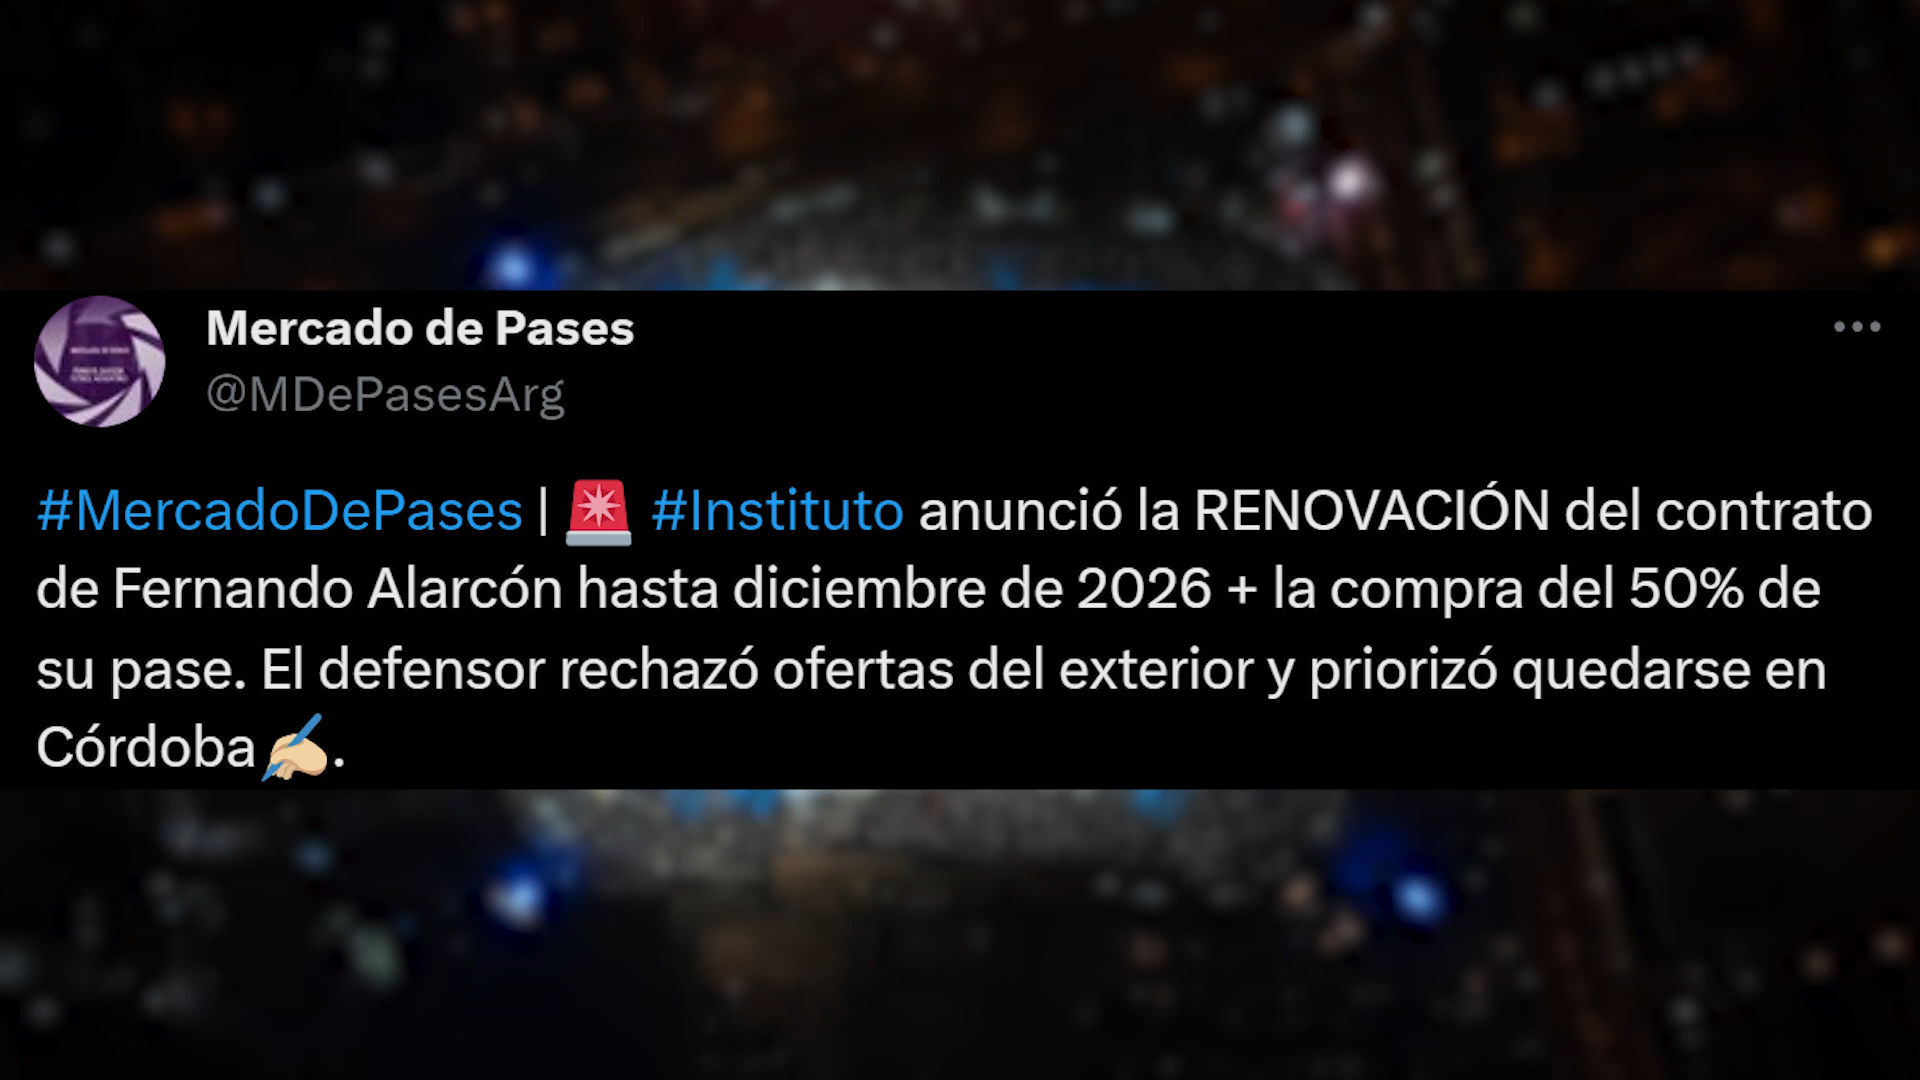 Mercado de Pases
@MDePasesArg
#MercadoDePases | 🚨 #Instituto anunció la RENOVACIÓN del contrato
de Fernando Alarcón hasta diciembre de 2026 + la compra del 50% de
su pase. El defensor rechazó ofertas del exterior y priorizó quedarse en
Córdoba✍🏼.